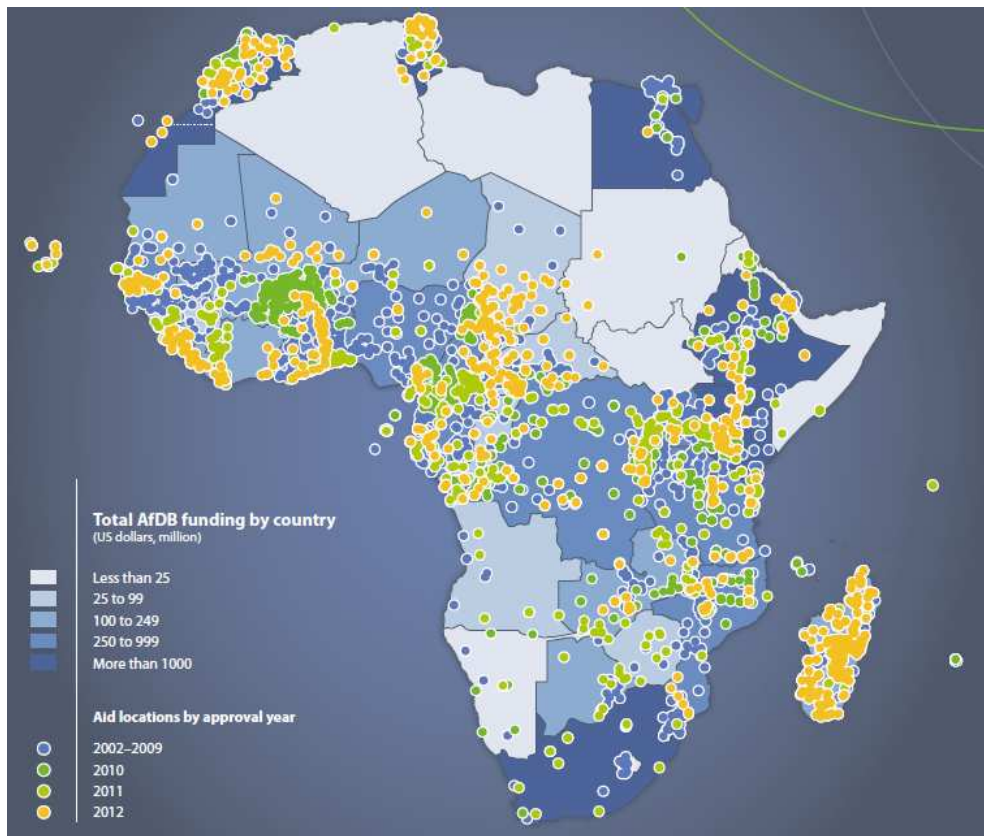 Total AfDB funding by country
(US dollars, million)
Less than 25
25 to 99
100 to 249
250 to 999
More than 1000
Aid locations by approval year
2002–2009
2010
2011
2012